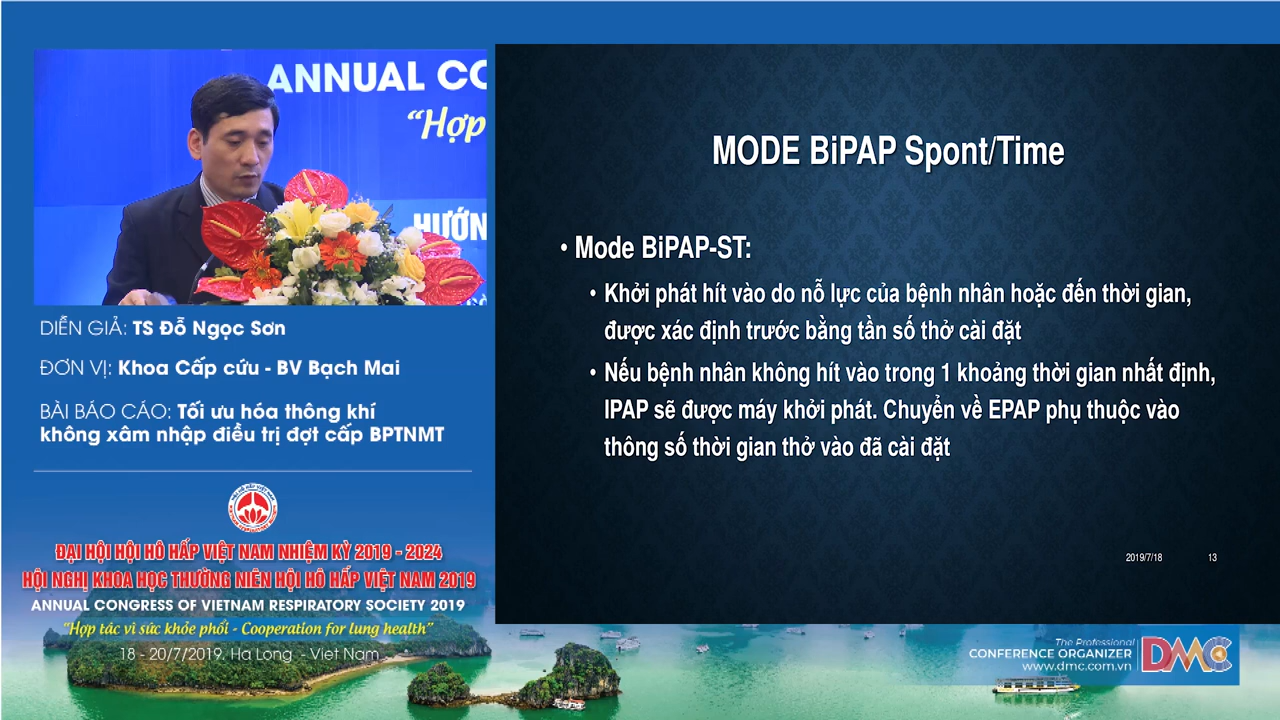 ANNUAL CO
“Hợp
HƯỚN
DIỄN GIẢ: TS Đỗ Ngọc Sơn
ĐƠN VỊ: Khoa Cấp cứu - BV Bạch Mai
BÀI BÁO CÁO: Tối ưu hóa thông khí
không xâm nhập điều trị đợt cấp BPTNMT
ĐẠI HỘI HỘI HÔ HẤP VIỆT NAM NHIỆM KỲ 2019 - 2024
HỘI NGHỊ KHOA HỌC THƯỜNG NIÊN HỘI HÔ HẤP VIỆT NAM 2019
ANNUAL CONGRESS OF VIETNAM RESPIRATORY SOCIETY 2019
“Hợp tác vì sức khỏe phổi - Cooperation for lung health”
18 - 20/7/2019. Ha Long - Viet Nam
MODE BiPAP Spont/Time
• Mode BiPAP-ST:
• Khởi phát hít vào do nỗ lực của bệnh nhân hoặc đến thời gian,
được xác định trước bằng tần số thở cài đặt
• Nếu bệnh nhân không hít vào trong 1 khoảng thời gian nhất định,
IPAP sẽ được máy khởi phát. Chuyển về EPAP phụ thuộc vào
thông số thời gian thở vào đã cài đặt
2019/7/18
13
The Professional
CONFERENCE ORGANIZER
www.dmc.com.vn
DMC